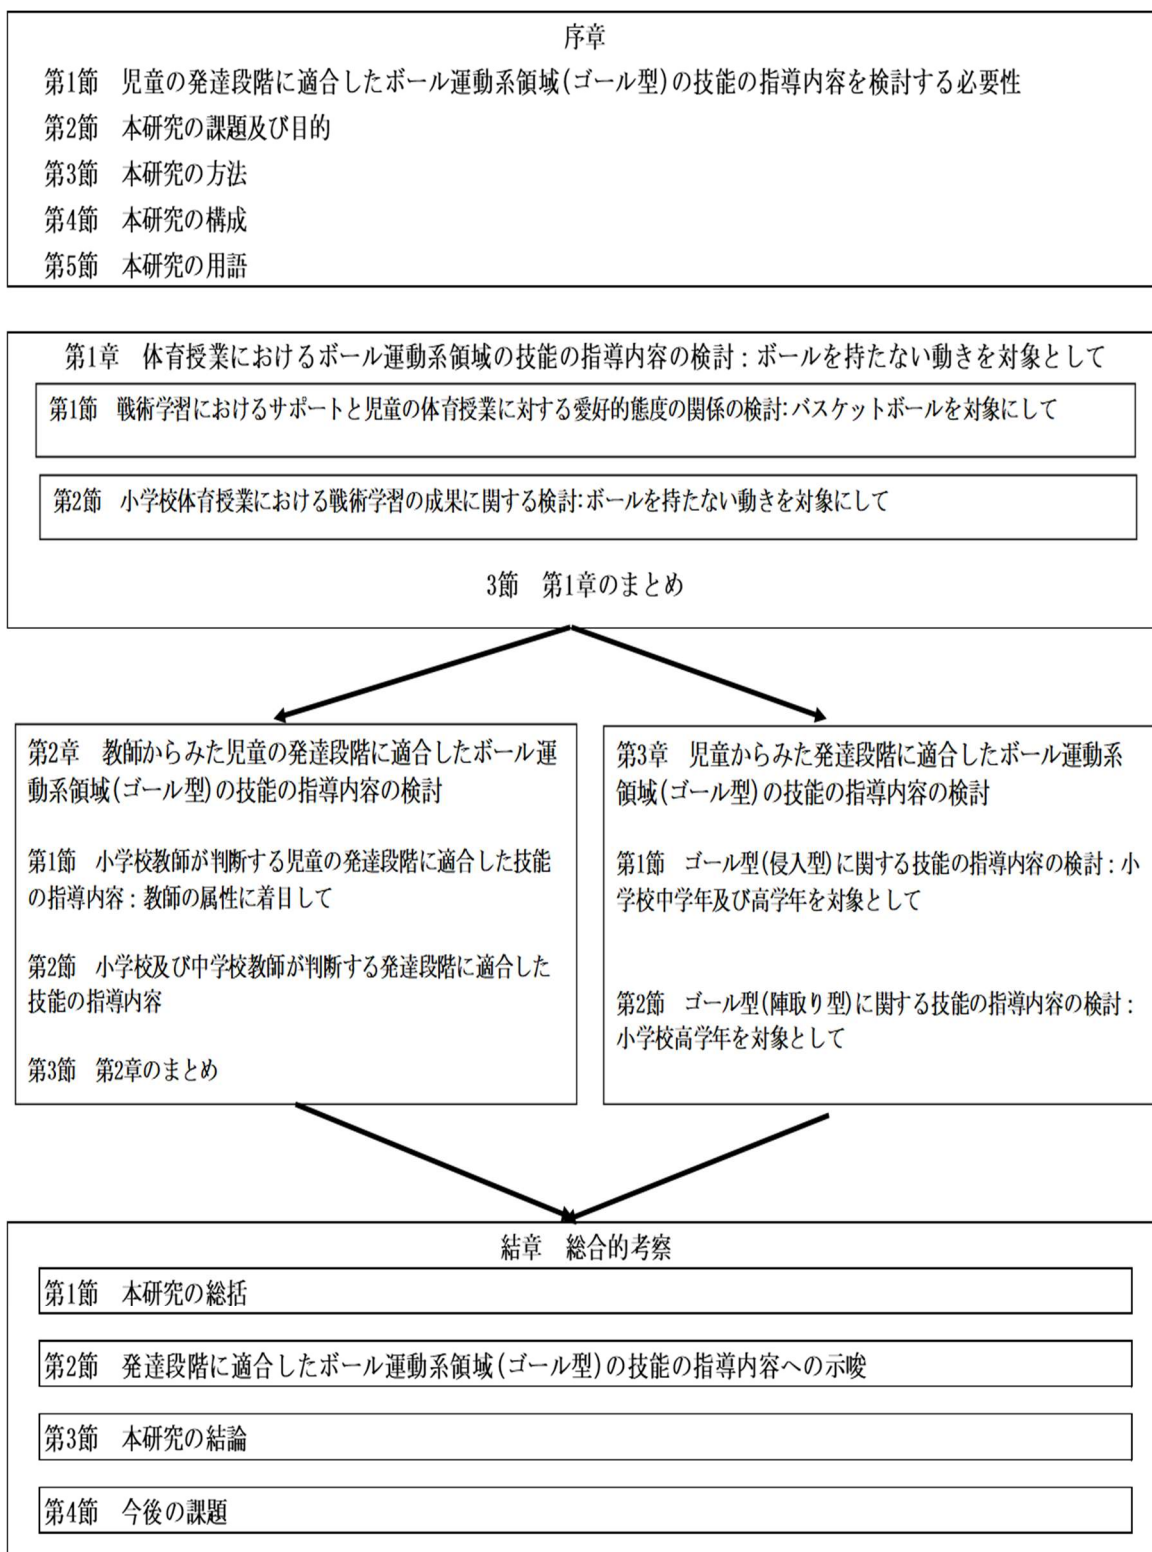 序章
第1節　児童の発達段階に適合したボール運動系領域(ゴール型)の技能の指導内容を検討する必要性
第2節　本研究の課題及び目的
第3節　本研究の方法
第4節　本研究の構成
第5節　本研究の用語
第1章　体育授業におけるボール運動系領域の技能の指導内容の検討：ボールを持たない動きを対象として
第1節　戦術学習におけるサポートと児童の体育授業に対する愛好的態度の関係の検討:バスケットボールを対象にして
第2節　小学校体育授業における戦術学習の成果に関する検討:ボールを持たない動きを対象にして
3節　第1章のまとめ
第2章　教師からみた児童の発達段階に適合したボール運
動系領域(ゴール型)の技能の指導内容の検討
第1節　小学校教師が判断する児童の発達段階に適合した技能
の指導内容：教師の属性に着目して
第2節　小学校及び中学校教師が判断する発達段階に適合した
技能の指導内容
第3節　第2章のまとめ
第3章　児童からみた発達段階に適合したボール運動系
領域(ゴール型)の技能の指導内容の検討
第1節　ゴール型(侵入型)に関する技能の指導内容の検討：小
学校中学年及び高学年を対象として
第2節　ゴール型(陣取り型)に関する技能の指導内容の検討：
小学校高学年を対象として
結章　総合的考察
第1節　本研究の総括
第2節　発達段階に適合したボール運動系領域(ゴール型)の技能の指導内容への示唆
第3節　本研究の結論
第4節　今後の課題